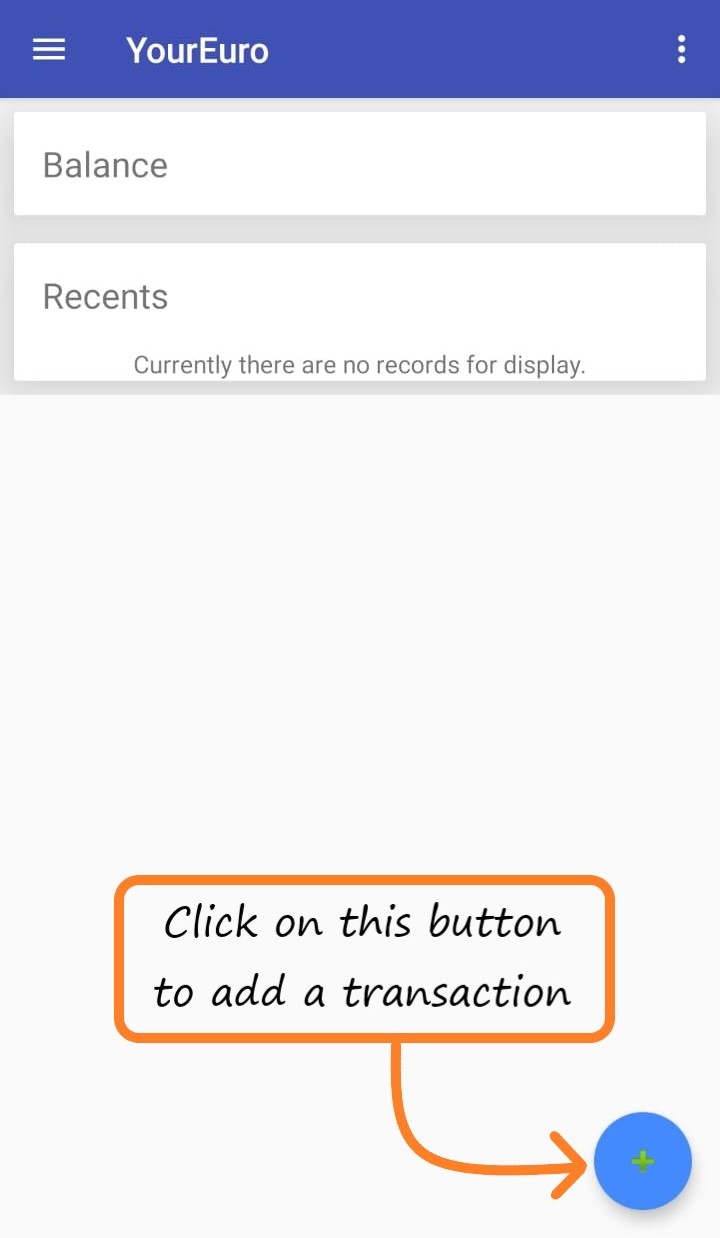 YourEuro
Balance
Recents
Currently there are no records for display.
Click on this button
to add a transaction